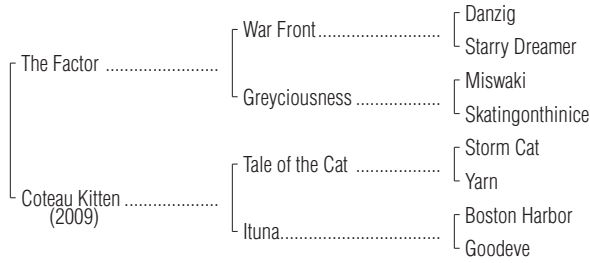 Danzig
War Front..........................
Starry Dreamer
The Factor ........................
Miswaki
Greyciousness ..................
Skatingonthinice
Storm Cat
Tale of the Cat ..................
Yarn
Coteau Kitten ....................
(2009)
Boston Harbor
Ituna..................................
Goodeve